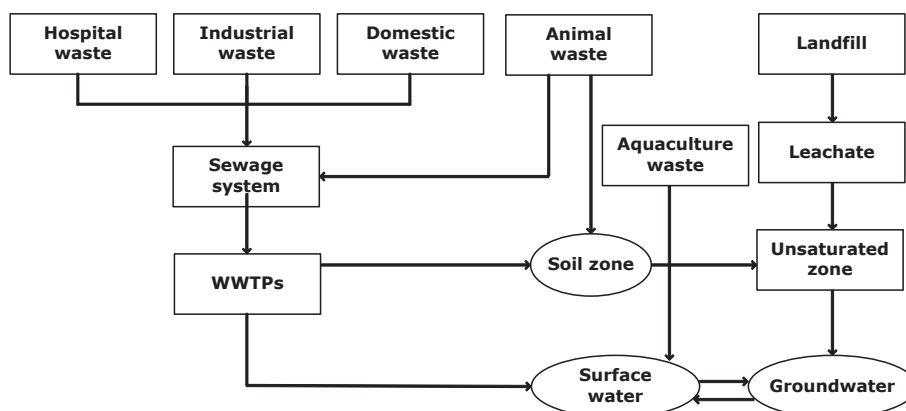 Hospital
waste
Industrial
waste
Domestic
waste
Animal
waste
Landfill
Aquaculture
waste
Leachate
Sewage
system
WWTPs
Soil zone
Unsaturated
zone
Surface
water
Groundwater